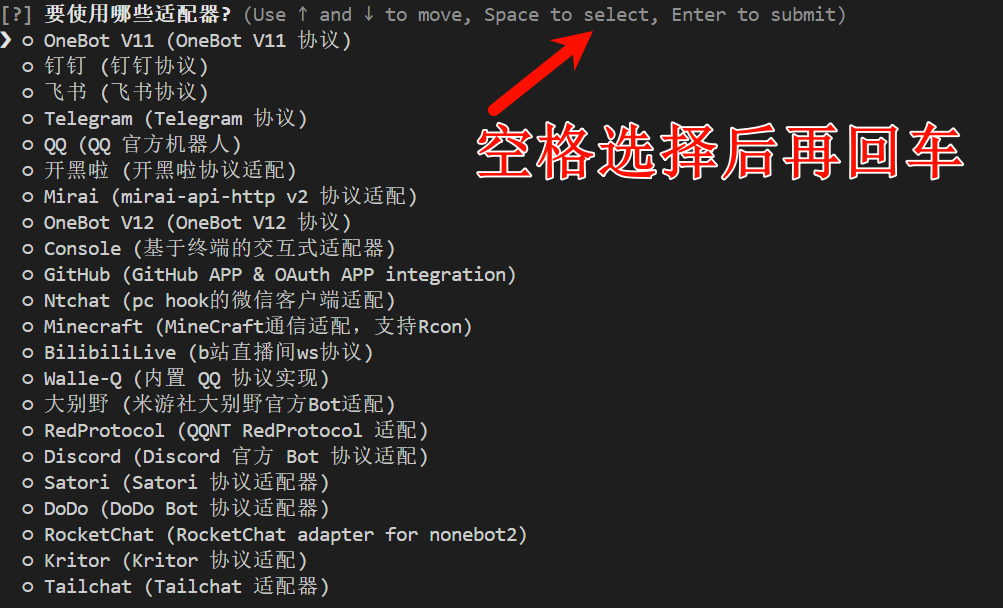 [?] 要使用哪些适配器? (Use ↑ and ↓ to move, Space to select, Enter to submit)
❯ ○ OneBot V11 (OneBot V11 协议)
○ 钉钉 (钉钉协议)
○ 飞书 (飞书协议)
○ Telegram (Telegram 协议)
○ QQ (QQ 官方机器人)
空格选择后再回车
○ 开黑啦 (开黑啦协议适配)
○ Mirai (mirai-api-http v2 协议适配)
○ OneBot V12 (OneBot V12 协议)
○ Console (基于终端的交互式适配器)
○ GitHub (GitHub APP & OAuth APP integration)
○ Ntchat (pc hook的微信客户端适配)
○ Minecraft (MineCraft通信适配，支持Rcon)
○ BilibiliLive (b站直播间ws协议)
○ Walle-Q (内置 QQ 协议实现)
○ 大别野 (米游社大别野官方Bot适配)
○ RedProtocol (QQNT RedProtocol 适配)
○ Discord (Discord 官方 Bot 协议适配)
○ Satori (Satori 协议适配器)
○ DoDo (DoDo Bot 协议适配器)
○ RocketChat (RocketChat adapter for nonebot2)
○ Kritor (Kritor 协议适配)
○ Tailchat (Tailchat 适配器)